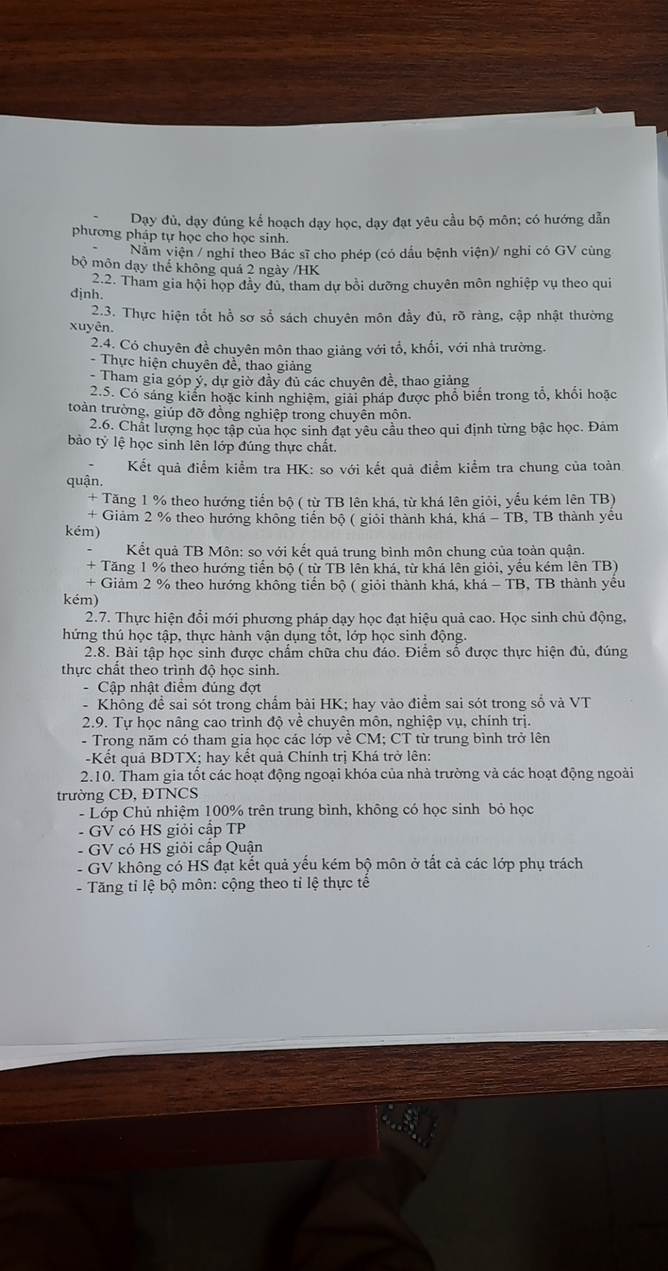 - Dạy đủ, dạy đúng kế hoạch dạy học, dạy đạt yêu cầu bộ môn; có hướng dẫn
phương pháp tự học cho học sinh.
- Nằm viện / nghỉ theo Bác sĩ cho phép (có dấu bệnh viện)/ nghỉ có GV cùng
bộ môn dạy thế không quá 2 ngày /HK
2.2. Tham gia hội họp đầy đủ, tham dự bồi dưỡng chuyên môn nghiệp vụ theo qui
định.
2.3. Thực hiện tốt hồ sơ sổ sách chuyên môn đầy đủ, rõ ràng, cập nhật thường
xuyên.
2.4. Có chuyên đề chuyên môn thao giảng với tổ, khối, với nhà trường.
- Thực hiện chuyên đề, thao giảng
- Tham gia góp ý, dự giờ đầy đủ các chuyên đề, thao giảng
2.5. Có sáng kiến hoặc kinh nghiệm, giải pháp được phổ biến trong tổ, khối hoặc
toàn trường, giúp đỡ đồng nghiệp trong chuyên môn.
2.6. Chất lượng học tập của học sinh đạt yêu cầu theo qui định từng bậc học. Đảm
bảo tỷ lệ học sinh lên lớp đúng thực chất.
- Kết quả điểm kiểm tra HK: so với kết quả điểm kiểm tra chung của toàn
quận.
+ Tăng 1 % theo hướng tiến bộ ( từ TB lên khá, từ khá lên giỏi, yếu kém lên TB)
+ Giảm 2 % theo hướng không tiến bộ ( giỏi thành khá, khá – TB, TB thành yếu
kém)
- Kết quả TB Môn: so với kết quả trung bình môn chung của toàn quận.
+ Tăng 1 % theo hướng tiến bộ ( từ TB lên khá, từ khá lên giỏi, yếu kém lên TB)
+ Giảm 2 % theo hướng không tiến bộ ( giỏi thành khá, khá – TB, TB thành yếu
kém)
2.7. Thực hiện đổi mới phương pháp dạy học đạt hiệu quả cao. Học sinh chủ động,
hứng thú học tập, thực hành vận dụng tốt, lớp học sinh động.
2.8. Bài tập học sinh được chấm chữa chu đáo. Điểm số được thực hiện đủ, đúng
thực chất theo trình độ học sinh.
- Cập nhật điểm đúng đợt
- Không để sai sót trong chấm bài HK; hay vào điểm sai sót trong sổ và VT
2.9. Tự học nâng cao trình độ về chuyên môn, nghiệp vụ, chính trị.
- Trong năm có tham gia học các lớp về CM; CT từ trung bình trở lên
-Kết quả BDTX; hay kết quả Chính trị Khá trở lên:
2.10. Tham gia tốt các hoạt động ngoại khóa của nhà trường và các hoạt động ngoài
trường CĐ, ĐTNCS
- Lớp Chủ nhiệm 100% trên trung bình, không có học sinh bỏ học
- GV có HS giỏi cấp TP
- GV có HS giỏi cấp Quận
- GV không có HS đạt kết quả yếu kém bộ môn ở tất cả các lớp phụ trách
- Tăng tỉ lệ bộ môn: cộng theo tỉ lệ thực tế